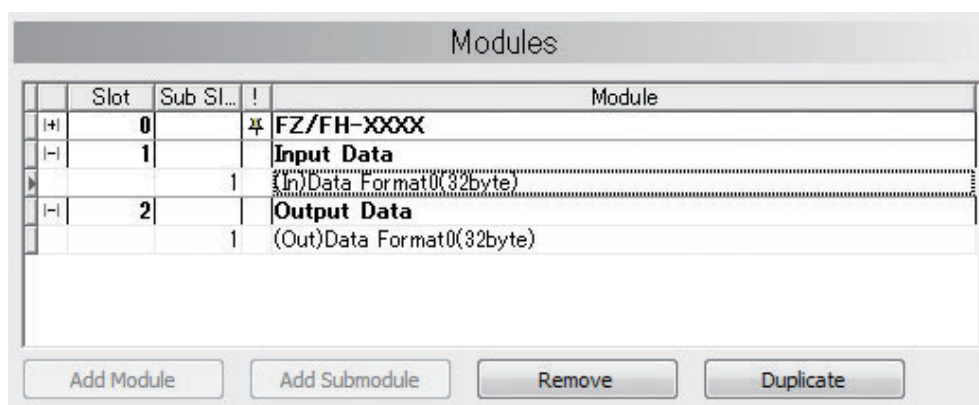 Modules
Slot Sub Sl... ! Module
0 FZ/FH-XXXX
1 Input Data
1 (In)Data Format0(32byte)
2 Output Data
1 (Out)Data Format0(32byte)
Add Module Add Submodule Remove Duplicate